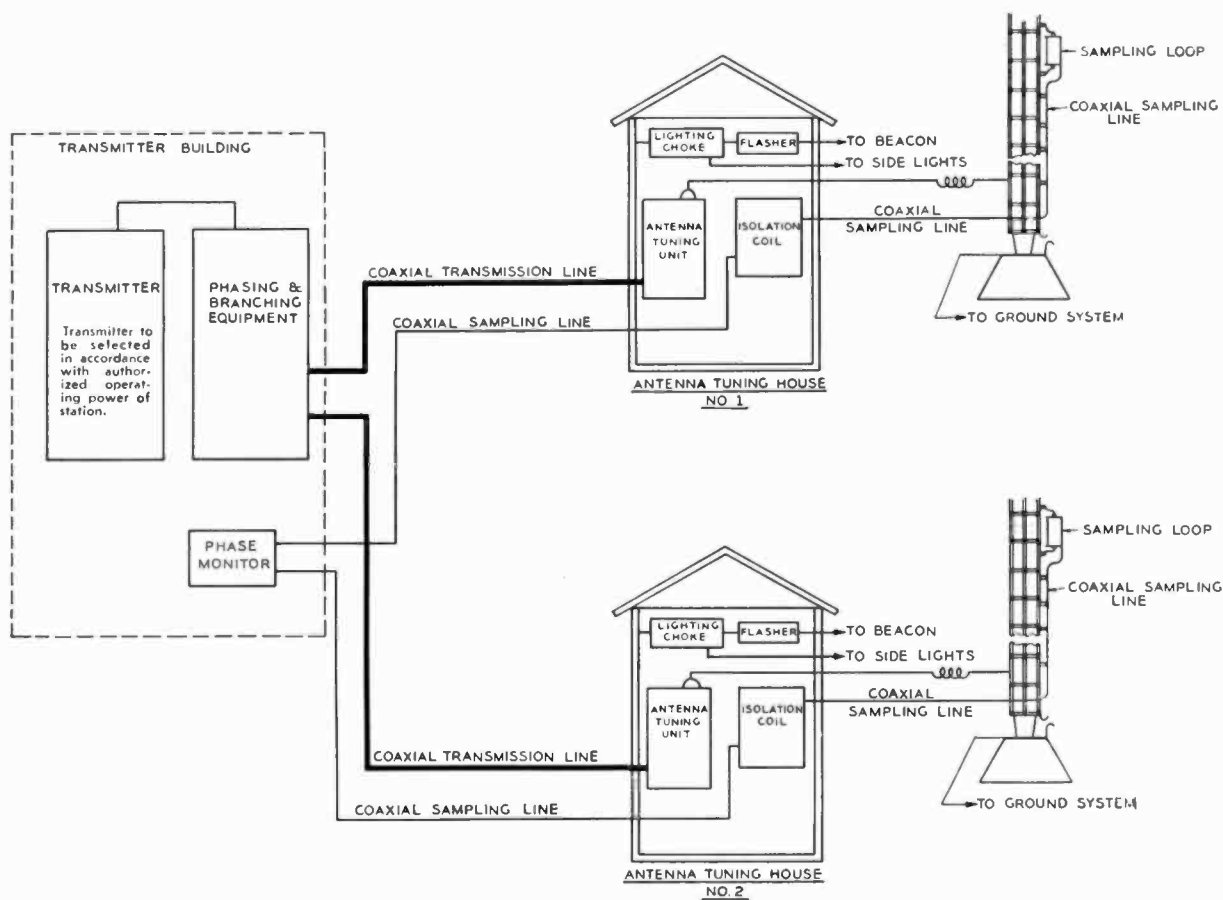 TRANSMITTER BUILDING
TRANSMITTER
Transmitter to
be selected
in accordance
with author-
ized operat-
ing power of
station.
PHASING &
BRANCHING
EQUIPMENT
PHASE
MONITOR
COAXIAL TRANSMISSION LINE
COAXIAL SAMPLING LINE
LIGHTING
CHOKE
FLASHER
TO BEACON
TO SIDE LIGHTS
ANTENNA
TUNING
UNIT
ISOLATION
COIL
COAXIAL
SAMPLING LINE
ANTENNA TUNING HOUSE
NO 1
SAMPLING LOOP
COAXIAL SAMPLING
LINE
TO GROUND SYSTEM
COAXIAL TRANSMISSION LINE
COAXIAL SAMPLING LINE
LIGHTING
CHOKE
FLASHER
TO BEACON
TO SIDE LIGHTS
ANTENNA
TUNING
UNIT
ISOLATION
COIL
COAXIAL
SAMPLING LINE
ANTENNA TUNING HOUSE
NO. 2
SAMPLING LOOP
COAXIAL SAMPLING
LINE
TO GROUND SYSTEM